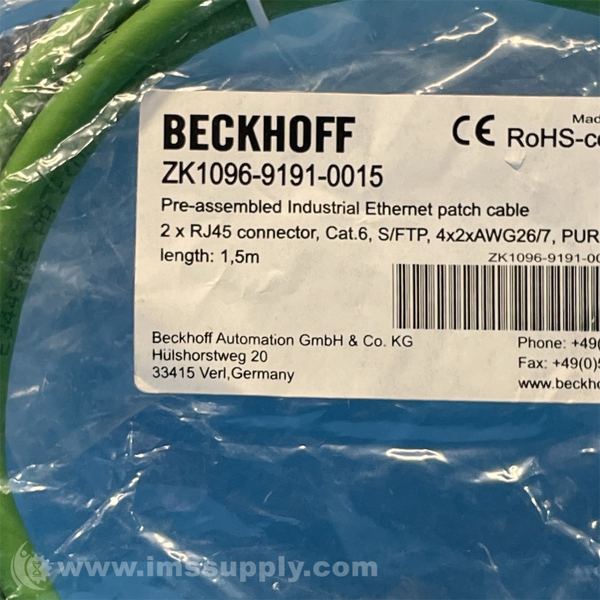 BECKHOFF
CE
Made
RoHS-co
ZK1096-9191-0015
Pre-assembled Industrial Ethernet patch cable
2 x RJ45 connector, Cat.6, S/FTP, 4x2xAWG26/7, PUR
length: 1,5m
ZK1096-9191-00
Beckhoff Automation GmbH & Co. KG
Hülshorstweg 20
33415 Verl,Germany
Phone: +49(
Fax: +49(0)5
www.beckho
www.imssupply.com